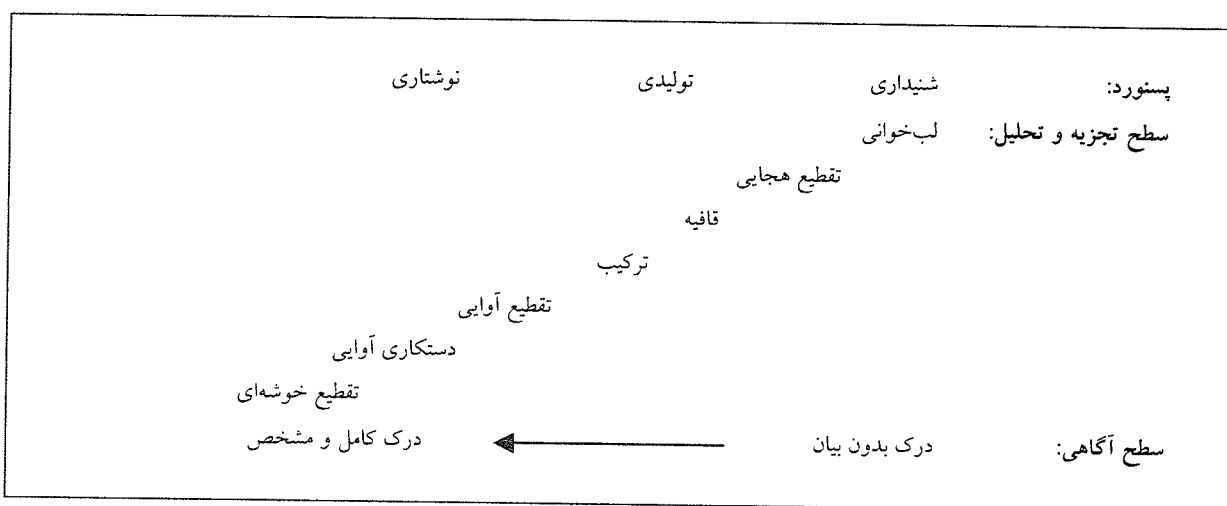 پسنورد: شنیداری تولیدی نوشتاری
سطح تجزیه و تحلیل: لب‌خوانی
تقطیع هجایی
قافیه
ترکیب
تقطیع آوایی
دستکاری آوایی
تقطیع خوشه‌ای
سطح آگاهی: درک بدون بیان درک کامل و مشخص